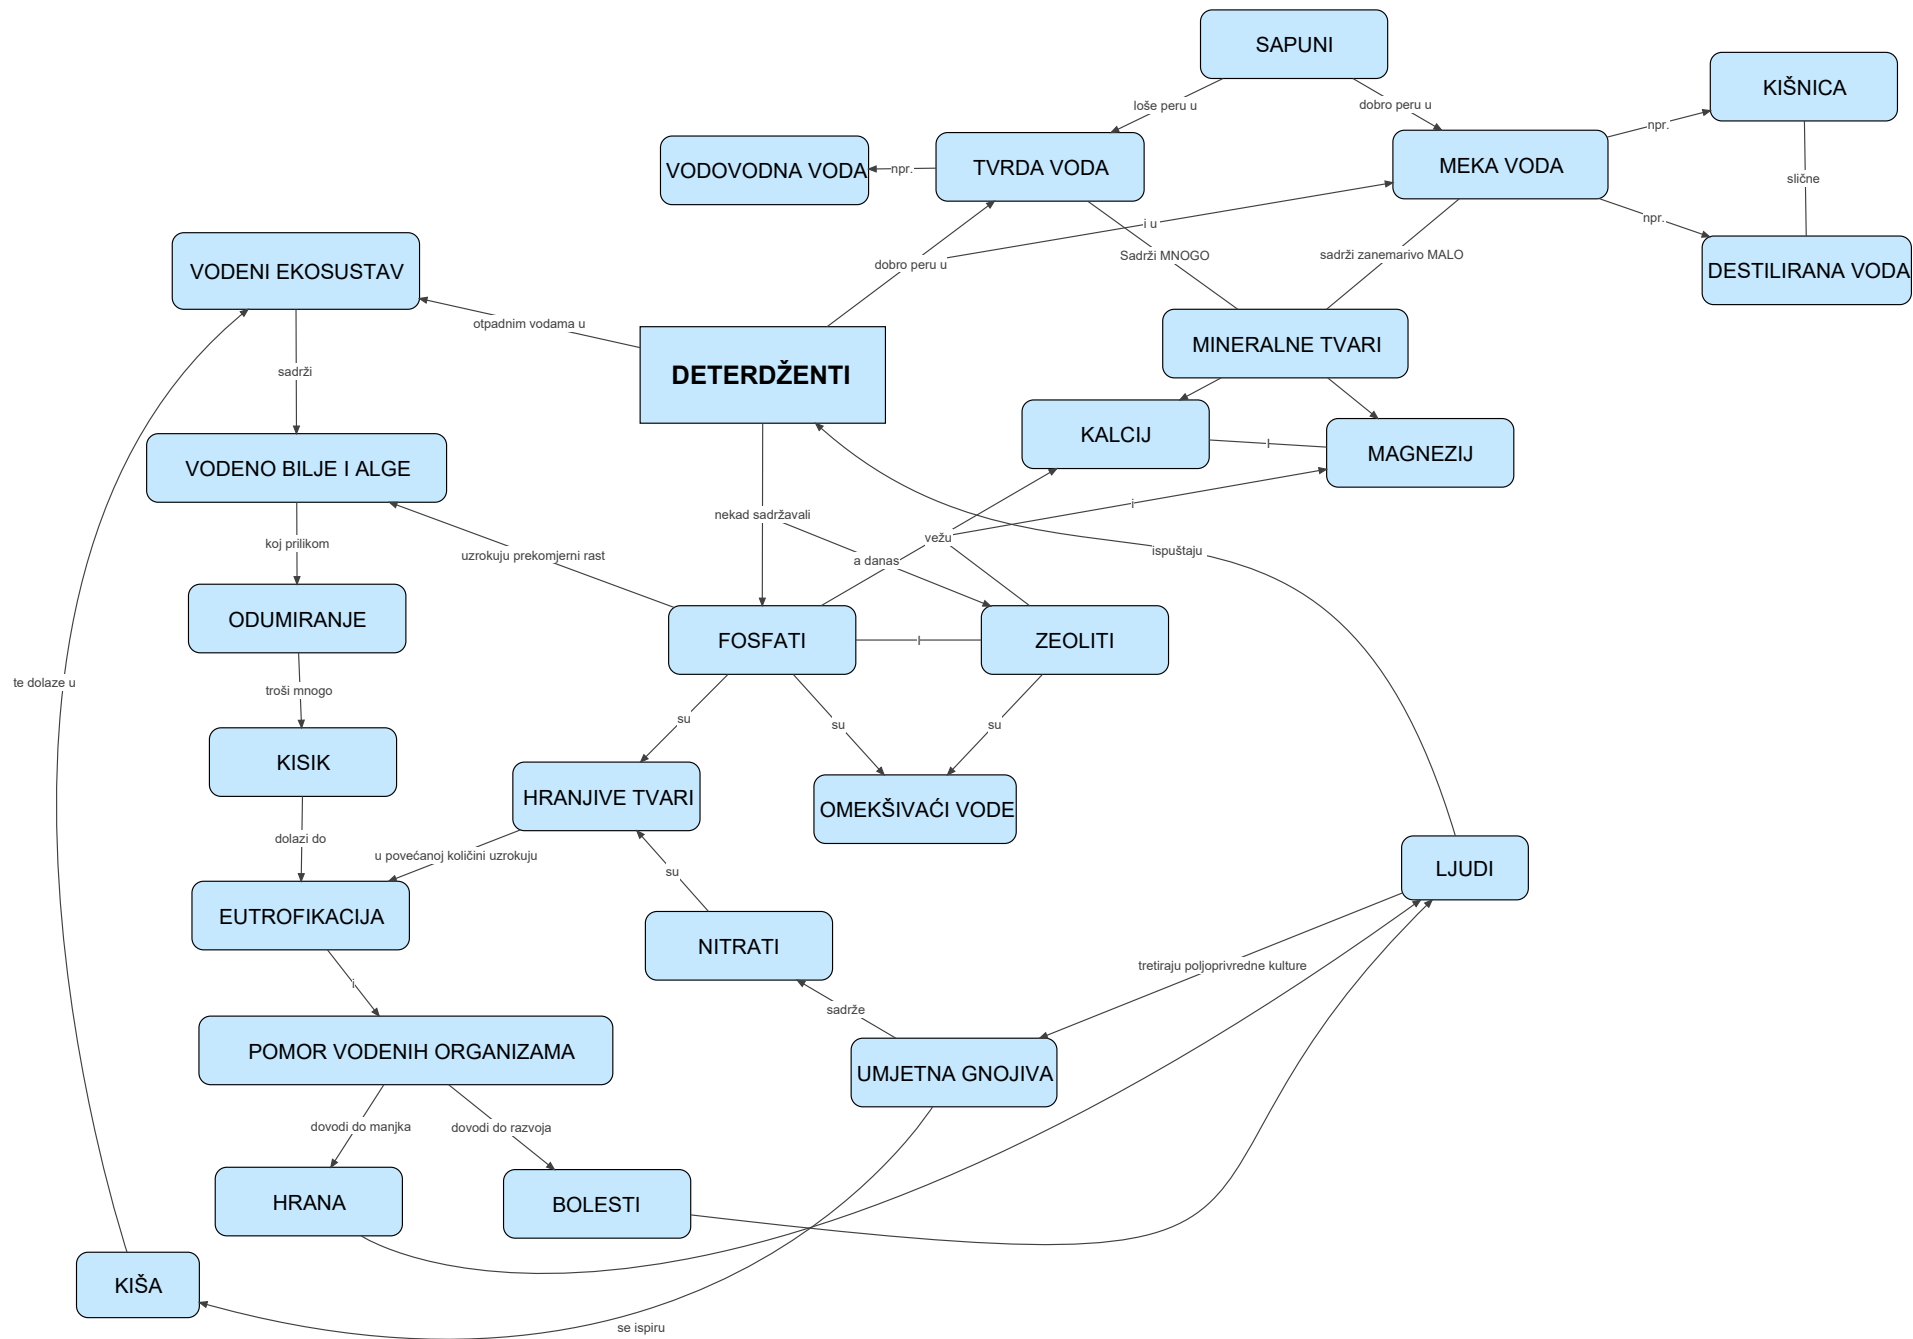 SAPUNI
KIŠNICA
loše peru u
dobro peru u
npr.
VODOVODNA VODA
npr.
TVRDA VODA
MEKA VODA
slične
i u
npr.
VODENI EKOSUSTAV
dobro peru u
Sadrži MNOGO
sadrži zanemarivo MALO
DESTILIRANA VODA
otpadnim vodama u
MINERALNE TVARI
sadrži
DETERDŽENTI
KALCIJ
i
MAGNEZIJ
VODENO BILJE I ALGE
nekad sadržavali
i
koj prilikom
uzrokuju prekomjerni rast
a danas
vežu
ispuštaju
ODUMIRANJE
FOSFATI
i
ZEOLITI
te dolaze u
troši mnogo
su
su
su
KISIK
HRANJIVE TVARI
OMEKŠIVAĆI VODE
dolazi do
u povećanoj količini uzrokuju
su
LJUDI
EUTROFIKACIJA
NITRATI
tretiraju poljoprivredne kulture
i
sadrže
POMOR VODENIH ORGANIZAMA
UMJETNA GNOJIVA
dovodi do manjka
dovodi do razvoja
HRANA
BOLESTI
KIŠA
se ispiru